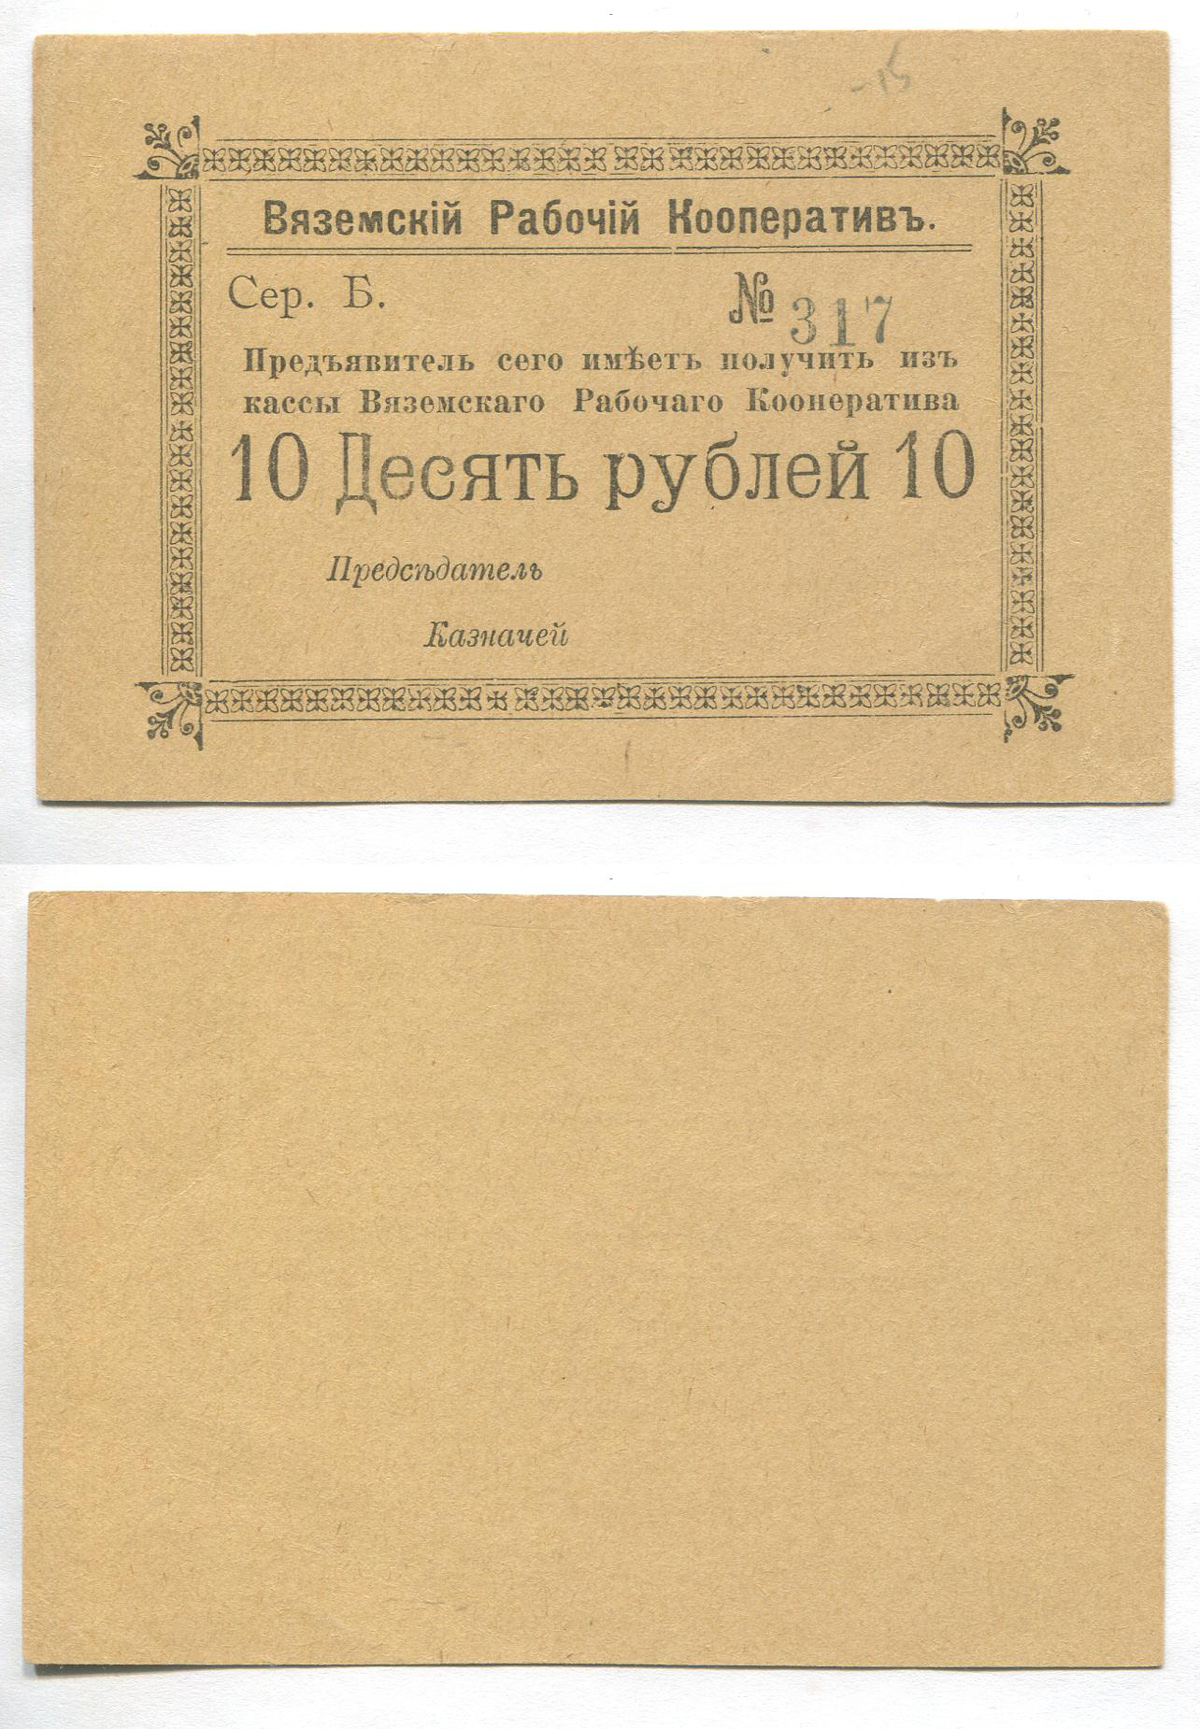 -15
Вяземскій Рабочій Кооперативъ.
Сер. Б. № 317
Предъявитель сего имѣетъ получить изъ
кассы Вяземскаго Рабочаго Кооператива
10 Десять рублей 10
Предсѣдатель
Казначей